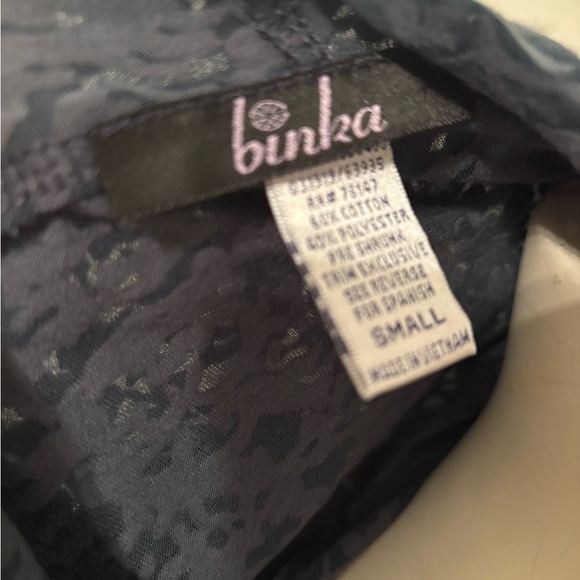 binka
RN# 75147
60% COTTON
40% POLYESTER
PRE SHRUNK
TRIM EXCLUSIVE
SEE REVERSE
FOR SPANISH
SMALL
MADE IN VIETNAM